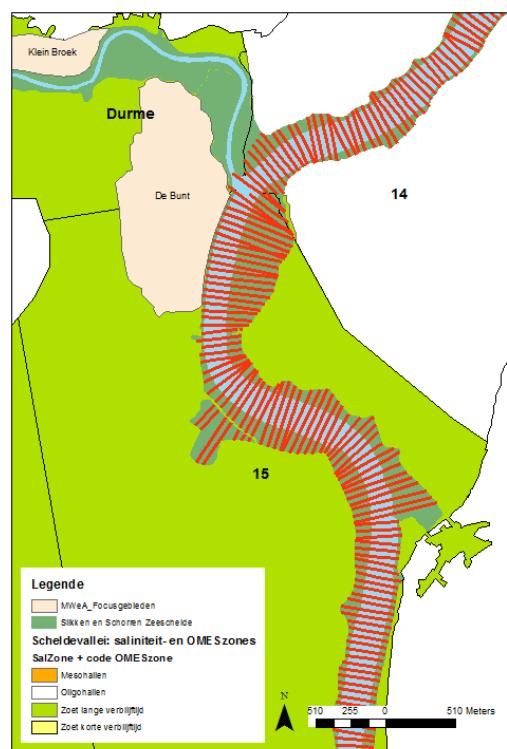 Klein Broek
Durme
De Bunt
14
15
Legende
MWeA_Focusgebieden
Slikken en Schorren Zeeschelde
Scheldevallei: saliniteit- en OMESzones
SalZone + code OMESzone
Mesohalien
Oligohalien
Zoet lange verblijftijd
Zoet korte verblijftijd
N
510 255 0 510 Meters